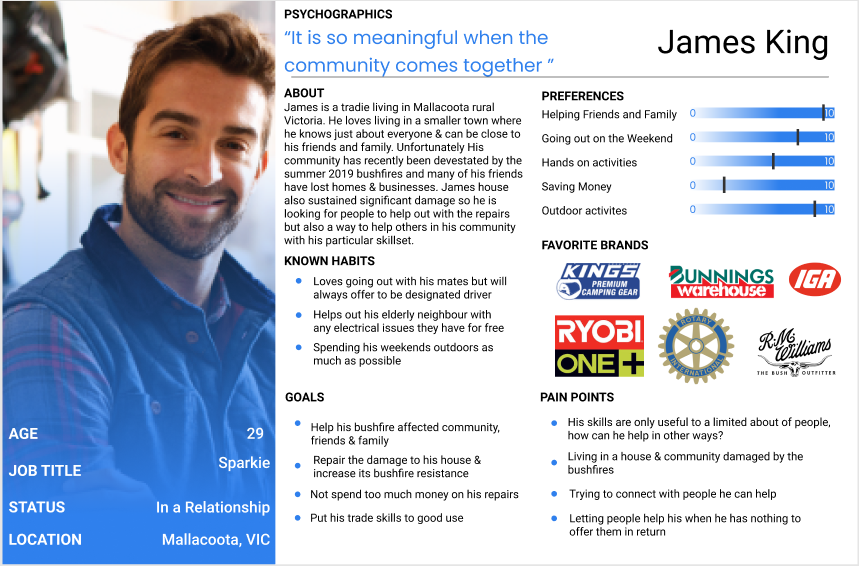 PSYCHOGRAPHICS
“It is so meaningful when the
community comes together ”
James King
ABOUT
James is a tradie living in Mallacoota rural
Victoria. He loves living in a smaller town where
he knows just about everyone & can be close to
his friends and family. Unfortunately His
community has recently been devestated by the
summer 2019 bushfires and many of his friends
have lost homes & businesses. James house
also sustained significant damage so he is
looking for people to help out with the repairs
but also a way to help others in his community
with his particular skillset.
KNOWN HABITS
Loves going out with his mates but will
always offer to be designated driver
Helps out his elderly neighbour with
any electrical issues they have for free
Spending his weekends outdoors as
much as possible
GOALS
Help his bushfire affected community,
friends & family
Repair the damage to his house &
increase its bushfire resistance
Not spend too much money on his repairs
Put his trade skills to good use
PREFERENCES
Helping Friends and Family 0 10
Going out on the Weekend 0 10
Hands on activities 0 10
Saving Money 0 10
Outdoor activites 0 10
FAVORITE BRANDS
KINGS
PREMIUM
CAMPING GEAR
BUNNINGS
warehouse
IGA
RYOBI
ONE+
ROTARY
INTERNATIONAL
R.M.
Williams
THE BUSH OUTFITTER
PAIN POINTS
His skills are only useful to a limited about of people,
how can he help in other ways?
Living in a house & community damaged by the
bushfires
Trying to connect with people he can help
Letting people help his when he has nothing to
offer them in return
AGE 29
JOB TITLE Sparkie
STATUS In a Relationship
LOCATION Mallacoota, VIC